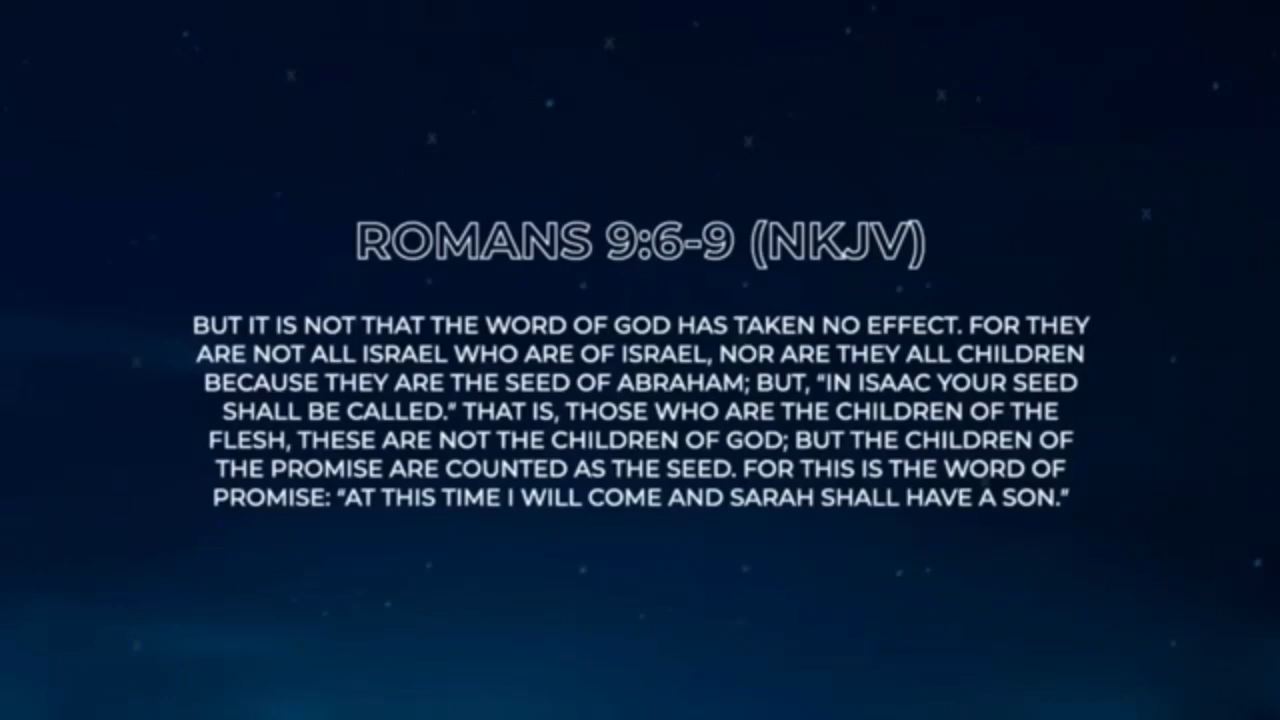 ROMANS 9:6-9 (NKJV)
BUT IT IS NOT THAT THE WORD OF GOD HAS TAKEN NO EFFECT. FOR THEY
ARE NOT ALL ISRAEL WHO ARE OF ISRAEL, NOR ARE THEY ALL CHILDREN
BECAUSE THEY ARE THE SEED OF ABRAHAM; BUT, “IN ISAAC YOUR SEED
SHALL BE CALLED.” THAT IS, THOSE WHO ARE THE CHILDREN OF THE
FLESH, THESE ARE NOT THE CHILDREN OF GOD; BUT THE CHILDREN OF
THE PROMISE ARE COUNTED AS THE SEED. FOR THIS IS THE WORD OF
PROMISE: “AT THIS TIME I WILL COME AND SARAH SHALL HAVE A SON.”